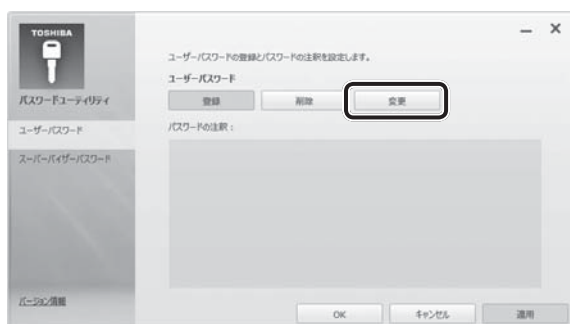 TOSHIBA
パスワードユーティリティ
ユーザーパスワード
スーパーバイザーパスワード
バージョン情報
ユーザーパスワードの登録とパスワードの注釈を設定します。
ユーザーパスワード
登録 削除 変更
パスワードの注釈：
OK キャンセル 適用